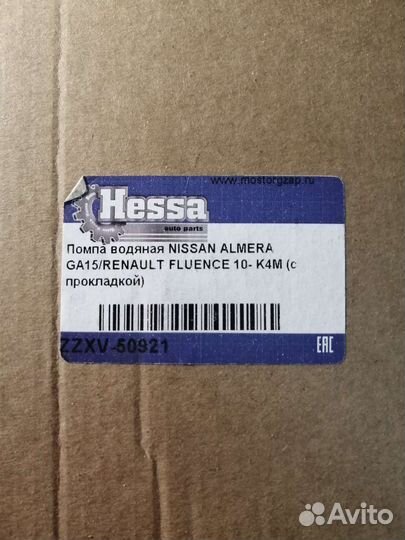 www.mostorgzap.ru
Hessa
auto parts
Помпа водяная NISSAN ALMERA
GA15/RENAULT FLUENCE 10- K4M (с
прокладкой)
ZZXV-50921
EAC
Avito